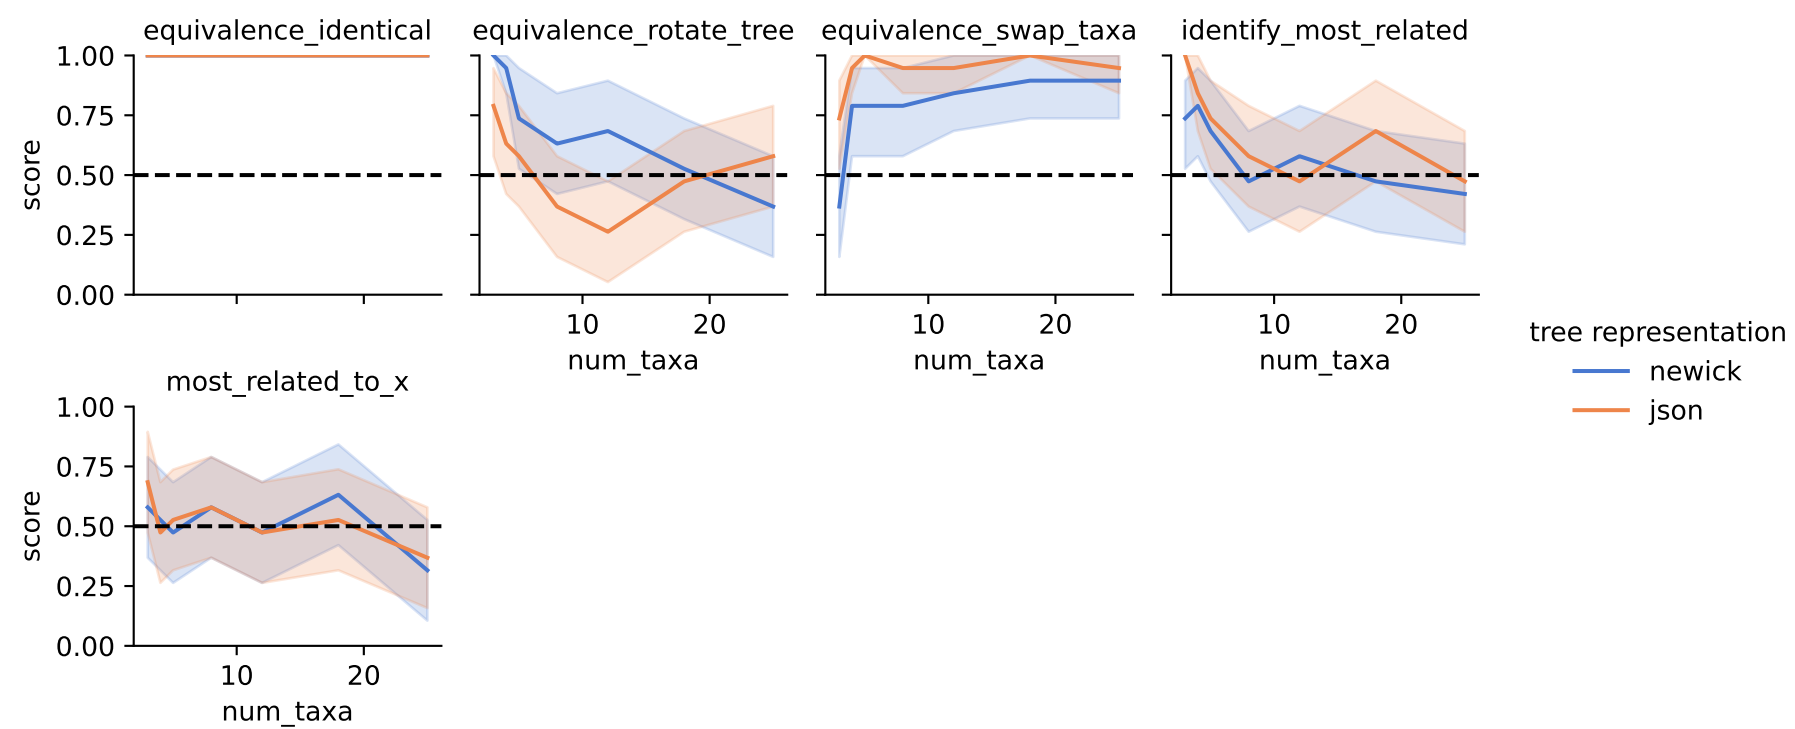 equivalence_identical
equivalence_rotate_tree
equivalence_swap_taxa
identify_most_related
1.00
0.75
0.50
0.25
0.00
score
10
20
num_taxa
10
20
num_taxa
10
20
num_taxa
tree representation
newick
json
most_related_to_x
1.00
0.75
0.50
0.25
0.00
score
10
20
num_taxa